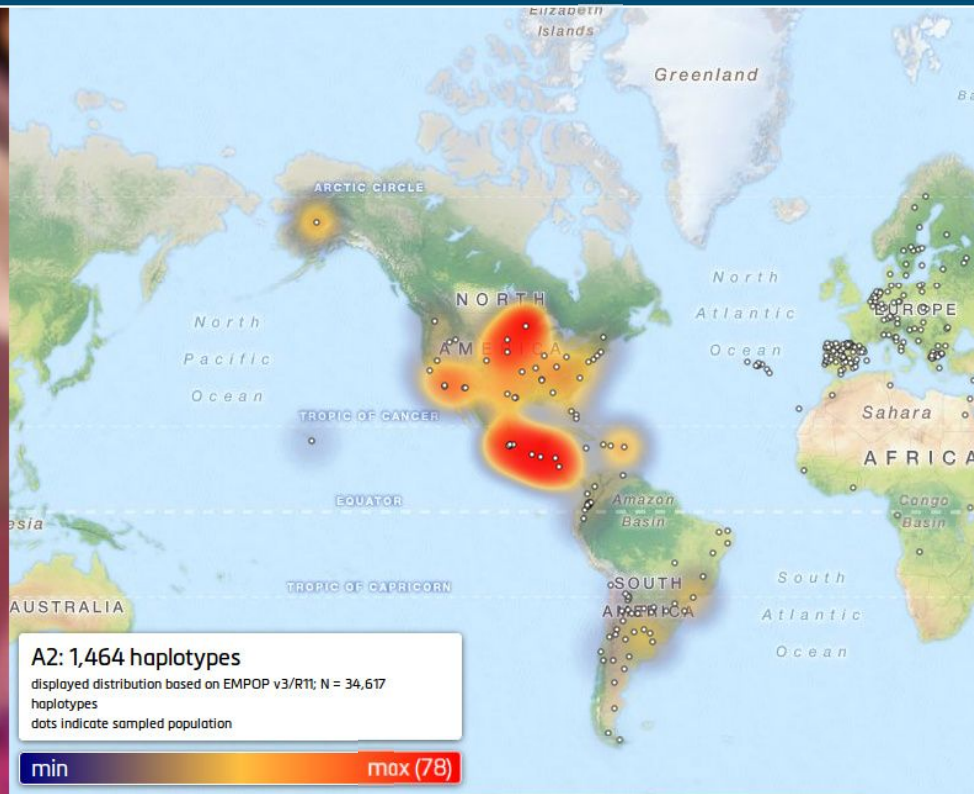 Elizabeth
Islands
Greenland
Ba
ARCTIC CIRCLE
NORTH
AMERICA
North
Pacific
Ocean
North
Atlantic
Ocean
EUROPE
TROPIC OF CANCER
Sahara
AFRICA
EQUATOR
Amazon
Basin
Congo
Basin
esia
TROPIC OF CAPRICORN
SOUTH
AMERICA
South
Atlantic
Ocean
AUSTRALIA
A2: 1,464 haplotypes
displayed distribution based on EMPOP v3/R11; N = 34,617
haplotypes
dots indicate sampled population
min max (78)